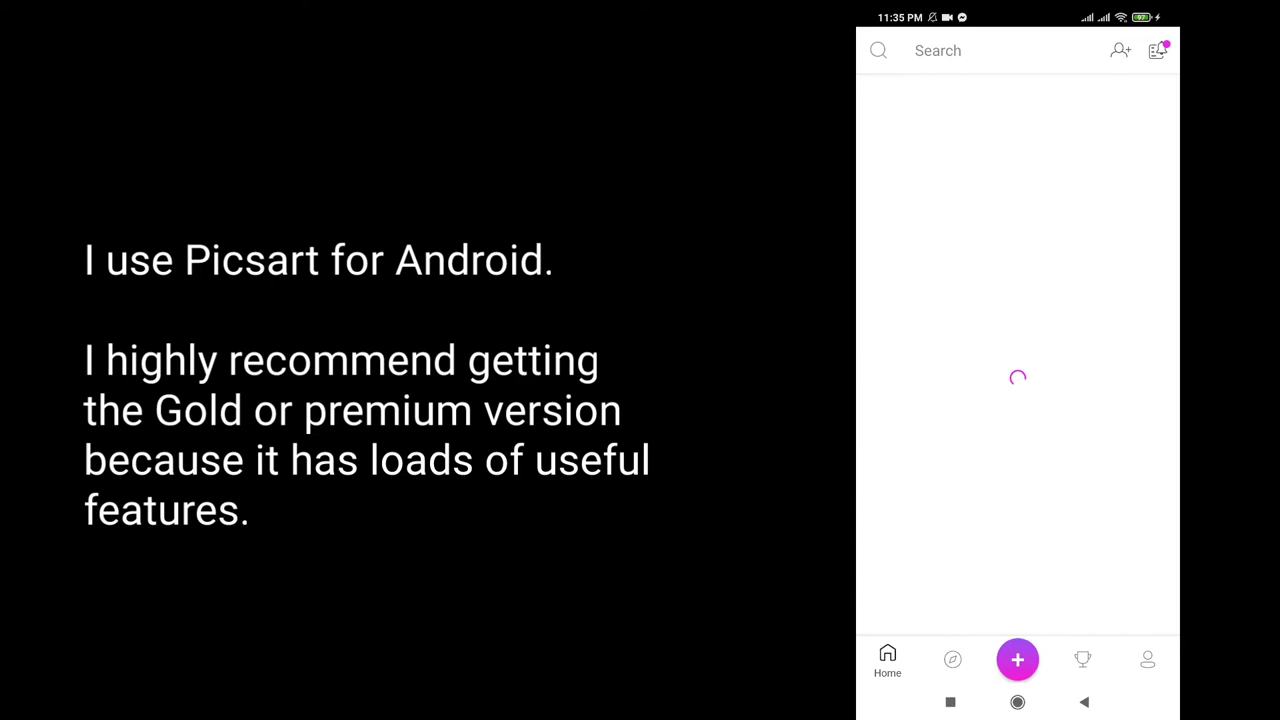 I use Picsart for Android.
I highly recommend getting
the Gold or premium version
because it has loads of useful
features.
11:35 PM
97
Search
Home